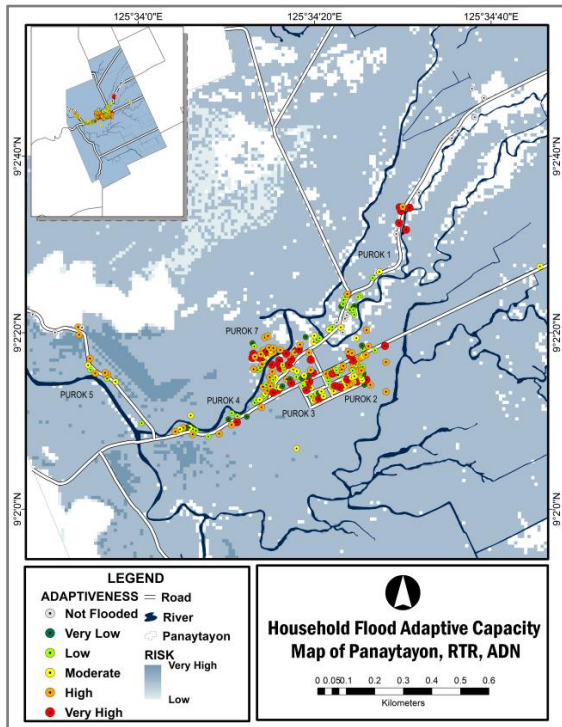 125°34'0"E 125°34'20"E 125°34'40"E
9°2'40"N 9°2'40"N
PUROK 1
9°2'20"N 9°2'20"N
PUROK 7
PUROK 5
PUROK 4
PUROK 3
PUROK 2
9°2'0"N 9°2'0"N
LEGEND
ADAPTIVENESS
Not Flooded
Very Low
Low
Moderate
High
Very High
Road
River
Panaytayon
RISK
Very High
Low
Household Flood Adaptive Capacity
Map of Panaytayon, RTR, ADN
0 0.05 0.1 0.2 0.3 0.4 0.5 0.6
Kilometers